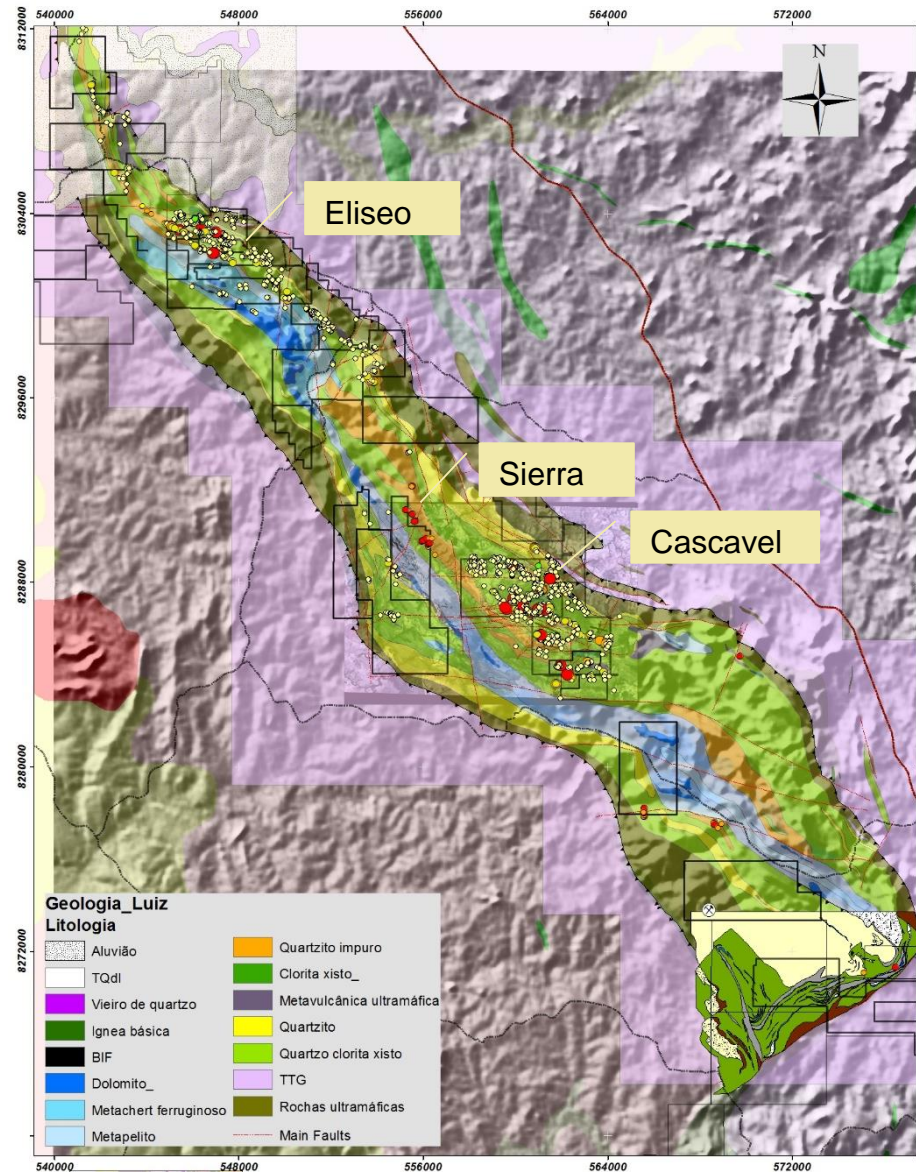 540000 548000 556000 564000 572000
8312000
N
8304000
Eliseo
8296000
Sierra
Cascavel
8288000
8280000
8272000
Geologia_Luiz
Litologia
Aluvião
TQdl
Vieiro de quartzo
Ignea básica
BIF
Dolomito_
Metachert ferruginoso
Metapelito
Quartzito impuro
Clorita xisto_
Metavulcânica ultramáfica
Quartzito
Quartzo clorita xisto
TTG
Rochas ultramáficas
Main Faults
540000 548000 556000 564000 572000